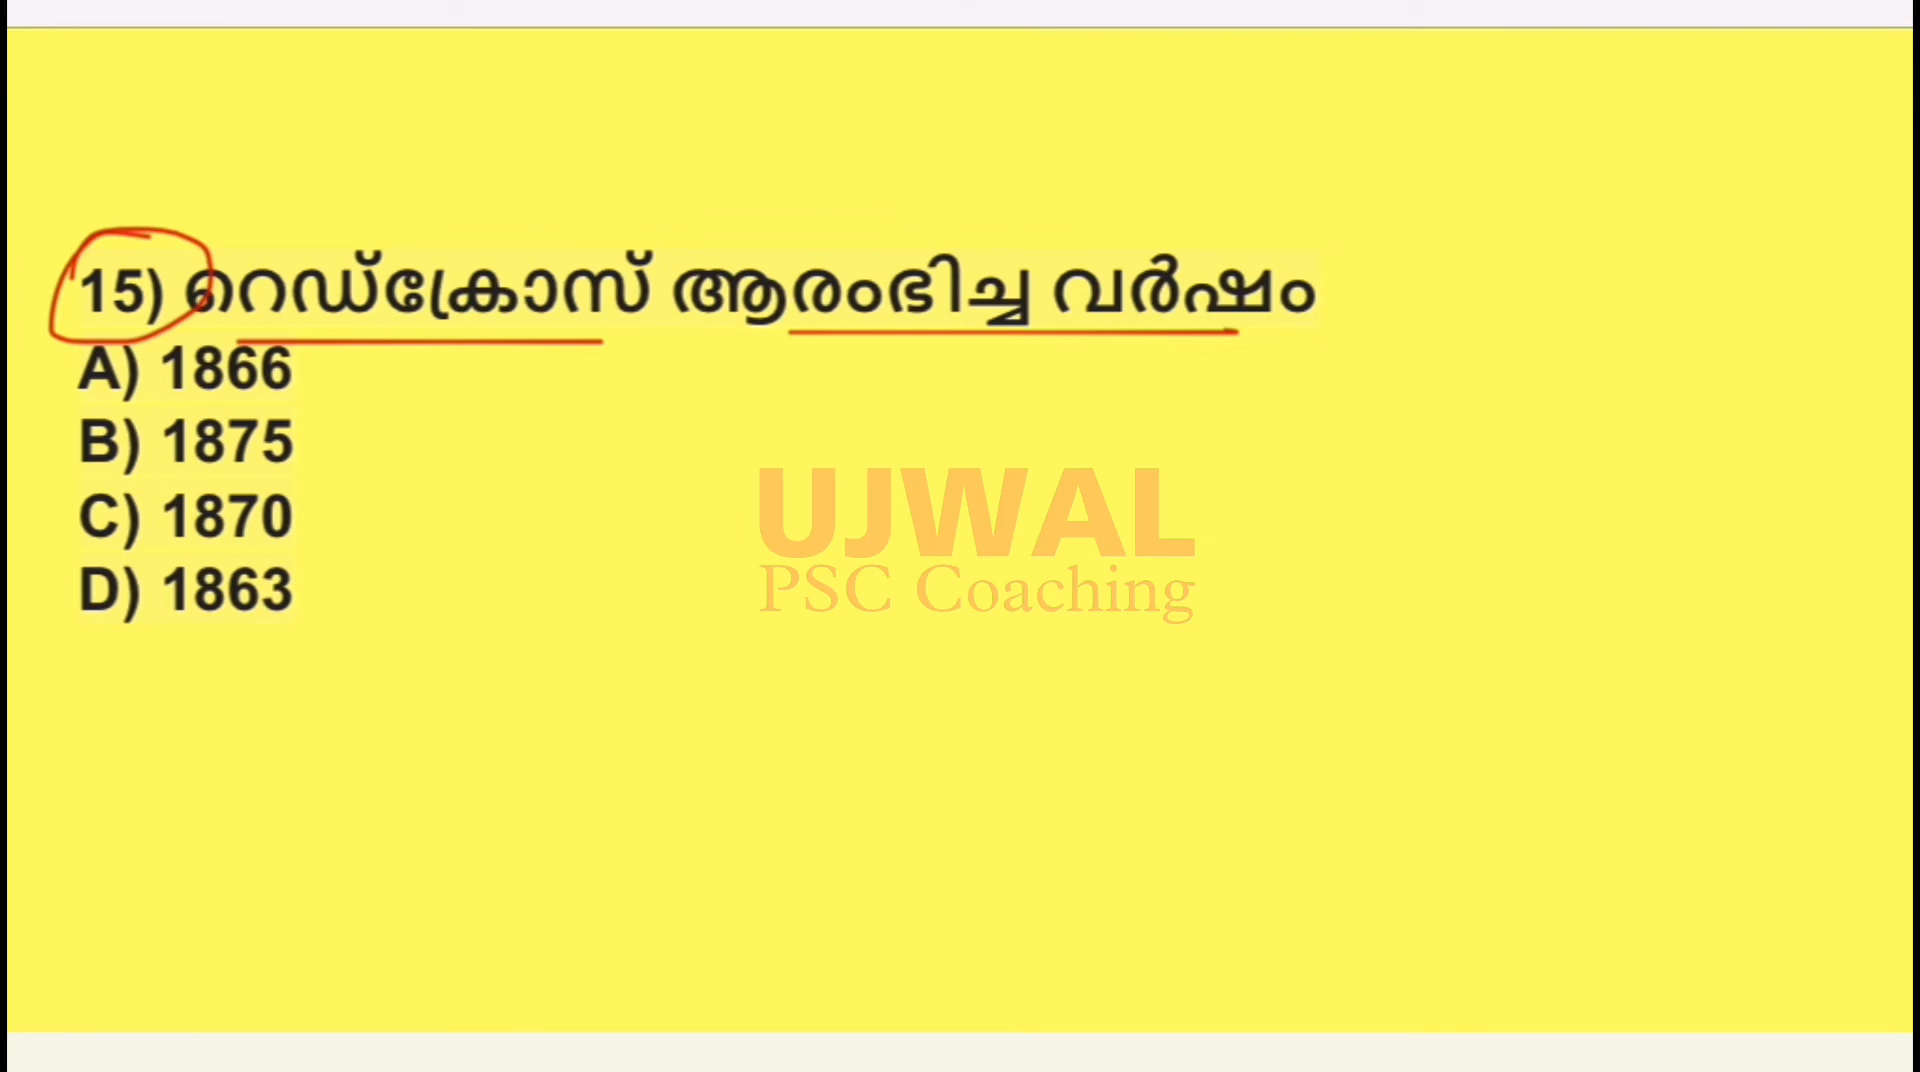 15) റെഡ്ക്രോസ് ആരംഭിച്ച വർഷം
A) 1866
B) 1875
C) 1870
D) 1863
UJWAL
PSC Coaching